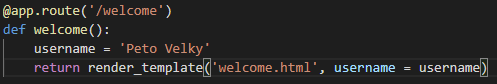 @app.route('/welcome')
def welcome():
    username = 'Peto Velky'
    return render_template('welcome.html', username = username)